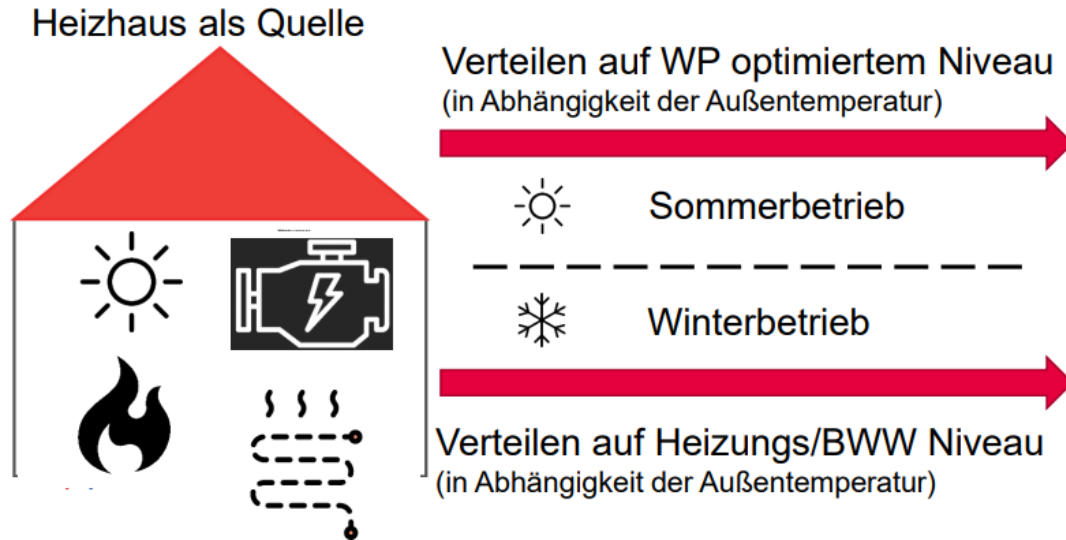 Heizhaus als Quelle
Verteilen auf WP optimiertem Niveau
(in Abhängigkeit der Außentemperatur)
Sommerbetrieb
Winterbetrieb
Verteilen auf Heizungs/BWW Niveau
(in Abhängigkeit der Außentemperatur)